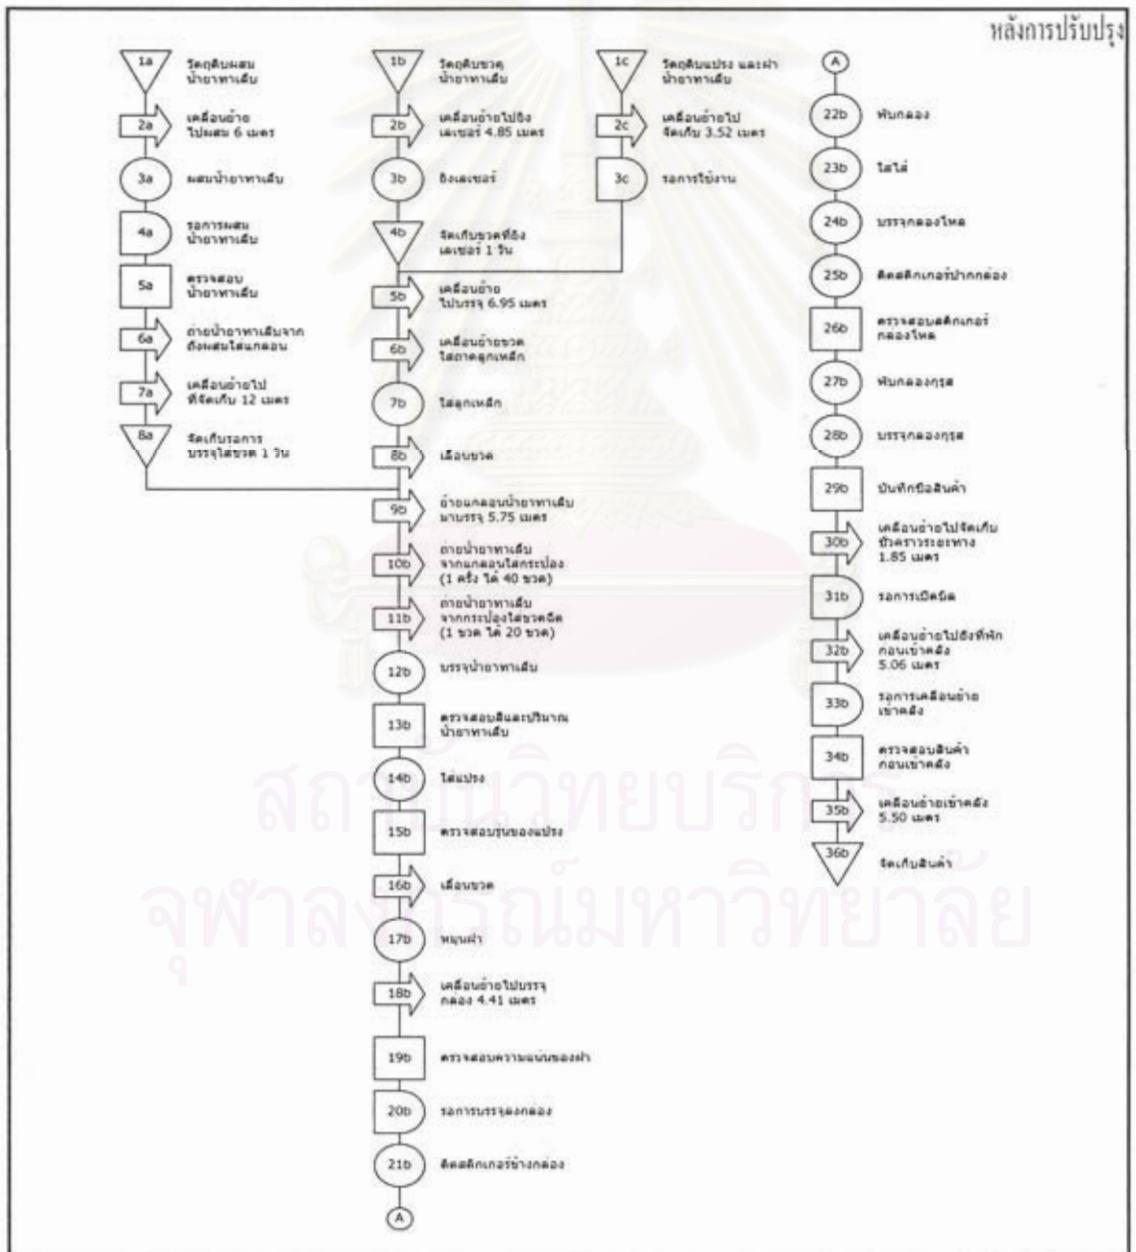 หลังการปรับปรุง
1a
วัตถุดิบผสม
น้ำยาทาเล็บ
2a
เคลื่อนย้าย
ไปผสม 6 เมตร
3a
ผสมน้ำยาทาเล็บ
4a
รอการผสม
น้ำยาทาเล็บ
5a
ตรวจสอบ
น้ำยาทาเล็บ
6a
ถ่ายน้ำยาทาเล็บจาก
ถังผสมใส่แกลอน
7a
เคลื่อนย้ายไป
ที่จัดเก็บ 12 เมตร
8a
จัดเก็บรอการ
บรรจุใส่ขวด 1 วัน
1b
วัตถุดิบขวด
น้ำยาทาเล็บ
2b
เคลื่อนย้ายไปยิง
เลเซอร์ 4.85 เมตร
3b
ยิงเลเซอร์
4b
จัดเก็บขวดที่ยิง
เลเซอร์ 1 วัน
1c
วัตถุดิบแปรง และฝา
น้ำยาทาเล็บ
2c
เคลื่อนย้ายไป
จัดเก็บ 3.52 เมตร
3c
รอการใช้งาน
5b
เคลื่อนย้าย
ไปบรรจุ 6.95 เมตร
6b
เคลื่อนย้ายขวด
ใส่ถาดลูกเหล็ก
7b
ใส่ลูกเหล็ก
8b
เลื่อนขวด
9b
ย้ายแกลอนน้ำยาทาเล็บ
มาบรรจุ 5.75 เมตร
10b
ถ่ายน้ำยาทาเล็บ
จากแกลอนใส่กระป๋อง
(1 ครั้ง ได้ 40 ขวด)
11b
ถ่ายน้ำยาทาเล็บ
จากกระป๋องใส่ขวดฉีด
(1 ขวด ได้ 20 ขวด)
12b
บรรจุน้ำยาทาเล็บ
13b
ตรวจสอบสีและปริมาณ
น้ำยาทาเล็บ
14b
ใส่แปรง
15b
ตรวจสอบรุ่นของแปรง
16b
เลื่อนขวด
17b
หมุนฝา
18b
เคลื่อนย้ายไปบรรจุ
กล่อง 4.41 เมตร
19b
ตรวจสอบความแน่นของฝา
20b
รอการบรรจุลงกล่อง
21b
ติดสติกเกอร์ข้างกล่อง
A
A
22b
พับกล่อง
23b
ใส่ไส้
24b
บรรจุกล่องโหล
25b
ติดสติกเกอร์ปากกล่อง
26b
ตรวจสอบสติกเกอร์
กล่องโหล
27b
พับกล่องกุรุส
28b
บรรจุกล่องกุรุส
29b
บันทึกชื่อสินค้า
30b
เคลื่อนย้ายไปจัดเก็บ
ชั่วคราวระยะทาง
1.85 เมตร
31b
รอการเปิดบิล
32b
เคลื่อนย้ายไปยังที่พัก
ก่อนเข้าคลัง
5.06 เมตร
33b
รอการเคลื่อนย้าย
เข้าคลัง
34b
ตรวจสอบสินค้า
ก่อนเข้าคลัง
35b
เคลื่อนย้ายเข้าคลัง
5.50 เมตร
36b
จัดเก็บสินค้า
สถาบันวิทยบริการ
จุฬาลงกรณ์มหาวิทยาลัย